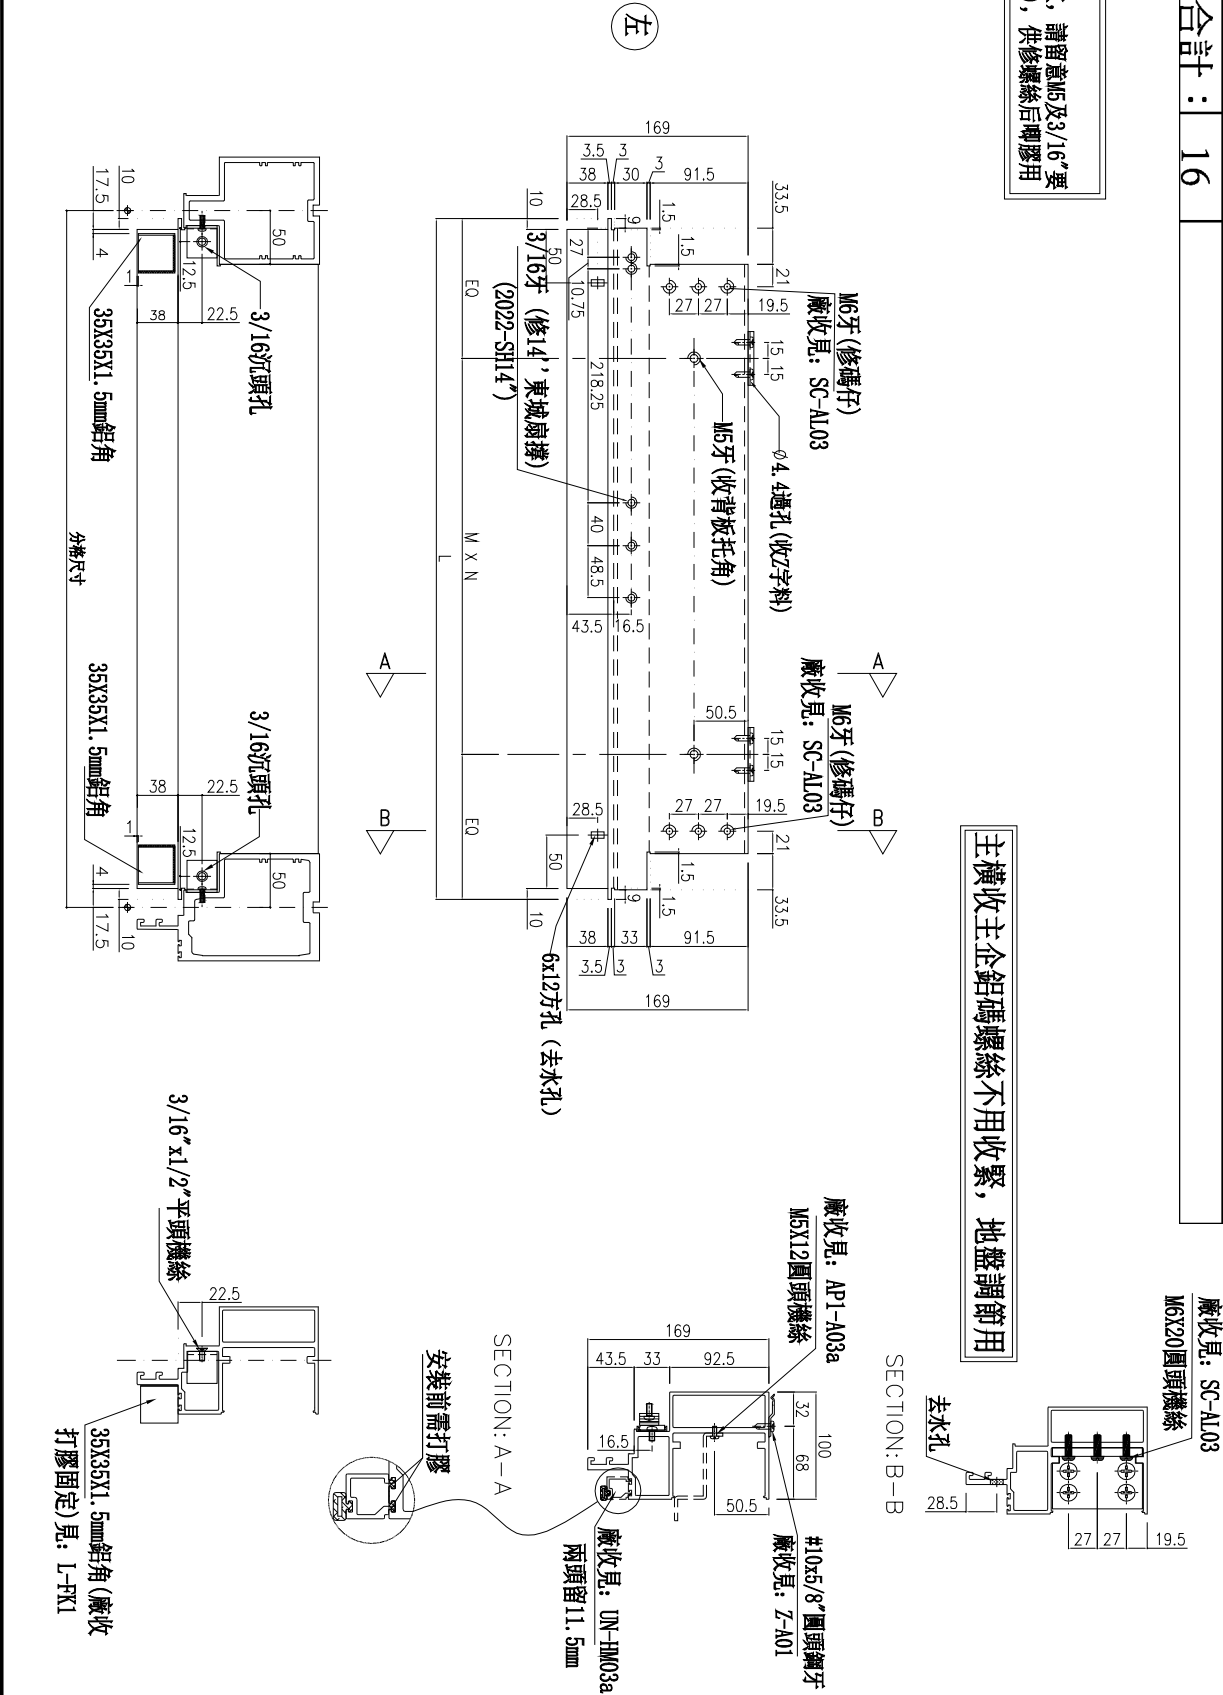 合計： 16
，請留意M5及3/16"要
，供修螺絲后唧膠用
左
主橫收主企鋁碼螺絲不用收緊，地盤調節用
169
3.5 3 3
38 30 91.5
10 28.5 9 1.5 33.5
27 50 1.5 21
EQ 10.75 27 27 19.5
15 15
M6牙(修碼仔)
廠收見：SC-AL03
∅4.4過孔(收Z字料)
M5牙(收背板托角)
3/16牙 (修14''東城扇撐)
(2022-SH14")
218.25
40
48.5
M X N
L
43.5 16.5
A A
50.5
15 15
M6牙(修碼仔)
廠收見：SC-AL03
27 27 19.5
B B
28.5 21
EQ 50 1.5
10 9 1.5 33.5
38 33 91.5
3.5 3 3
169
6x12方孔 (去水孔)
10
17.5
4
50
12.5
1
38 22.5
3/16沉頭孔
35X35X1.5mm鋁角
分格尺寸
35X35X1.5mm鋁角
3/16沉頭孔
38 22.5
1
12.5
50
4
17.5
10
廠收見：SC-AL03
M6X20圓頭機絲
去水孔
28.5
27 27 19.5
SECTION:B-B
廠收見：AP1-A03a
M5X12圓頭機絲
169
43.5 33 92.5
32
100
68
16.5
50.5
#10x5/8"圓頭鋼牙
廠收見：Z-A01
廠收見：UN-HM03a
兩頭留11.5mm
SECTION:A-A
安裝前需打膠
3/16"x1/2"平頭機絲
22.5
35X35X1.5mm鋁角(廠收
打膠固定)見：L-FK1